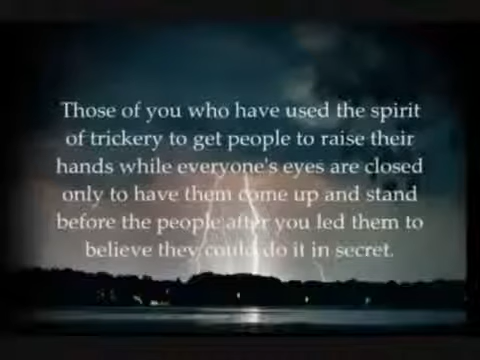 Those of you who have used the spirit
of trickery to get people to raise their
hands while everyone's eyes are closed
only to have them come up and stand
before the people after you led them to
believe they could do it in secret.